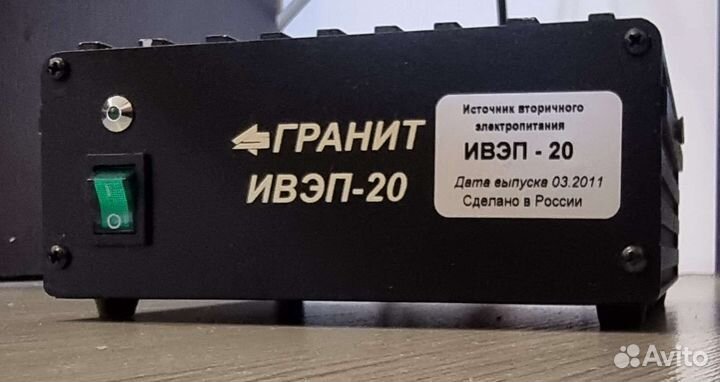 ГРАНИТ
ИВЭП-20
Источник вторичного
электропитания
ИВЭП - 20
Дата выпуска 03.2011
Сделано в России
Avito